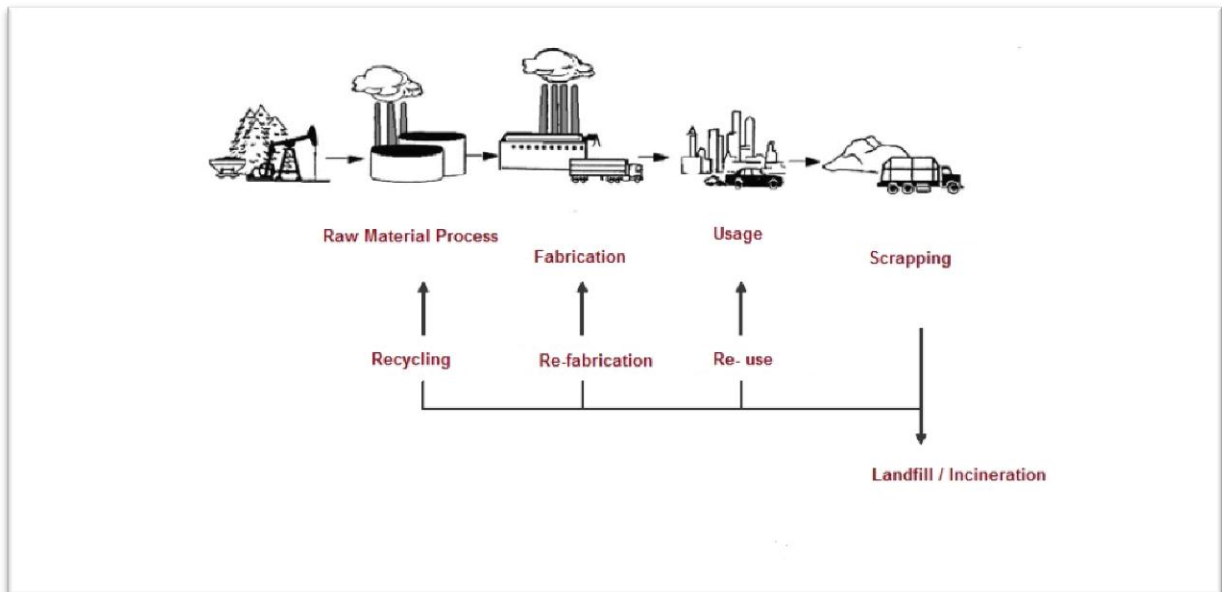 Raw Material Process
Fabrication
Usage
Scrapping
Recycling
Re-fabrication
Re- use
Landfill / Incineration